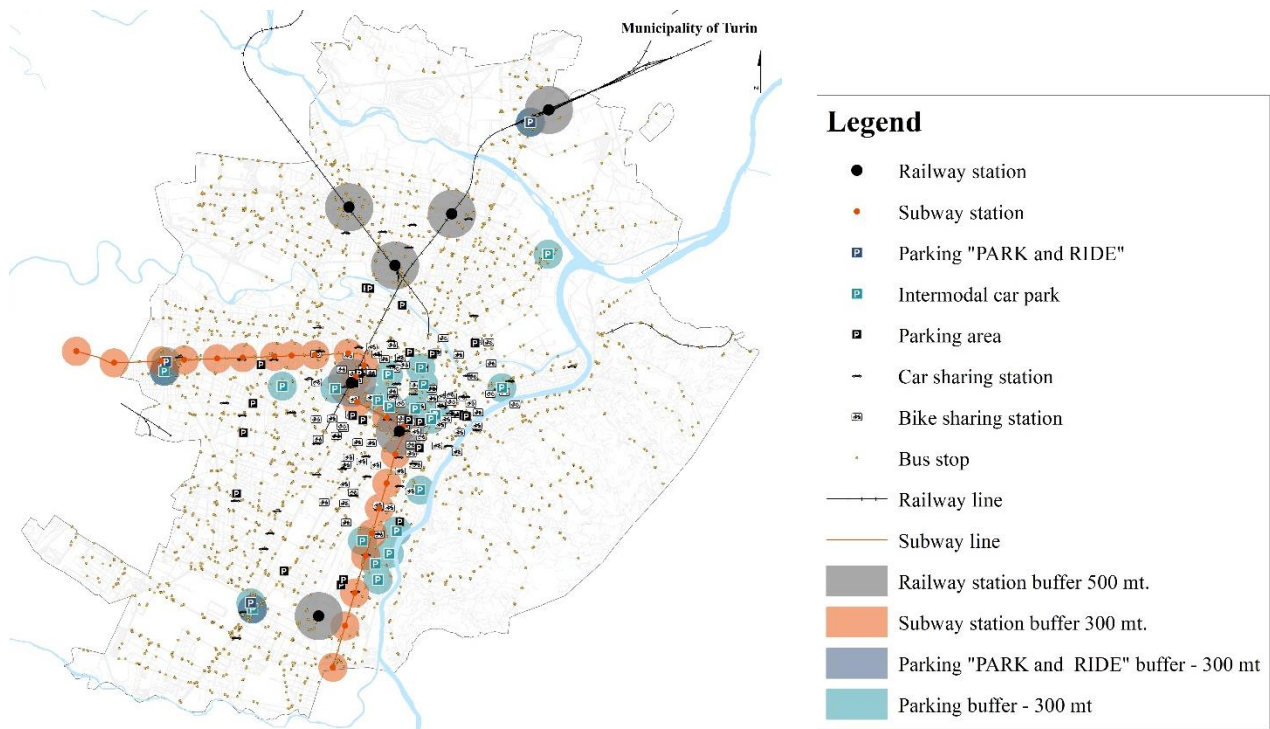 Municipality of Turin
N
Legend
Railway station
Subway station
P Parking "PARK and RIDE"
P Intermodal car park
P Parking area
Car sharing station
Bike sharing station
Bus stop
Railway line
Subway line
Railway station buffer 500 mt.
Subway station buffer 300 mt.
Parking "PARK and RIDE" buffer - 300 mt
Parking buffer - 300 mt